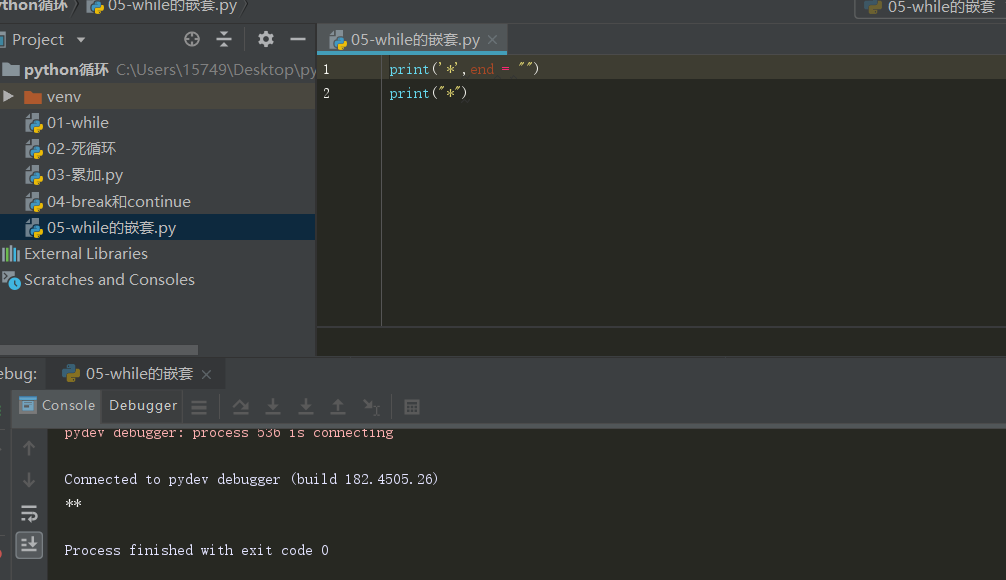 05-while的嵌套.py
05-while的嵌套
Project
05-while的嵌套.py
python循环 C:\Users\15749\Desktop\py
venv
01-while
02-死循环
03-累加.py
04-break和continue
05-while的嵌套.py
External Libraries
Scratches and Consoles
1 print('*',end = "")
2 print("*")
ebug: 05-while的嵌套
Console Debugger
pydev debugger: process 536 is connecting
Connected to pydev debugger (build 182.4505.26)
**
Process finished with exit code 0